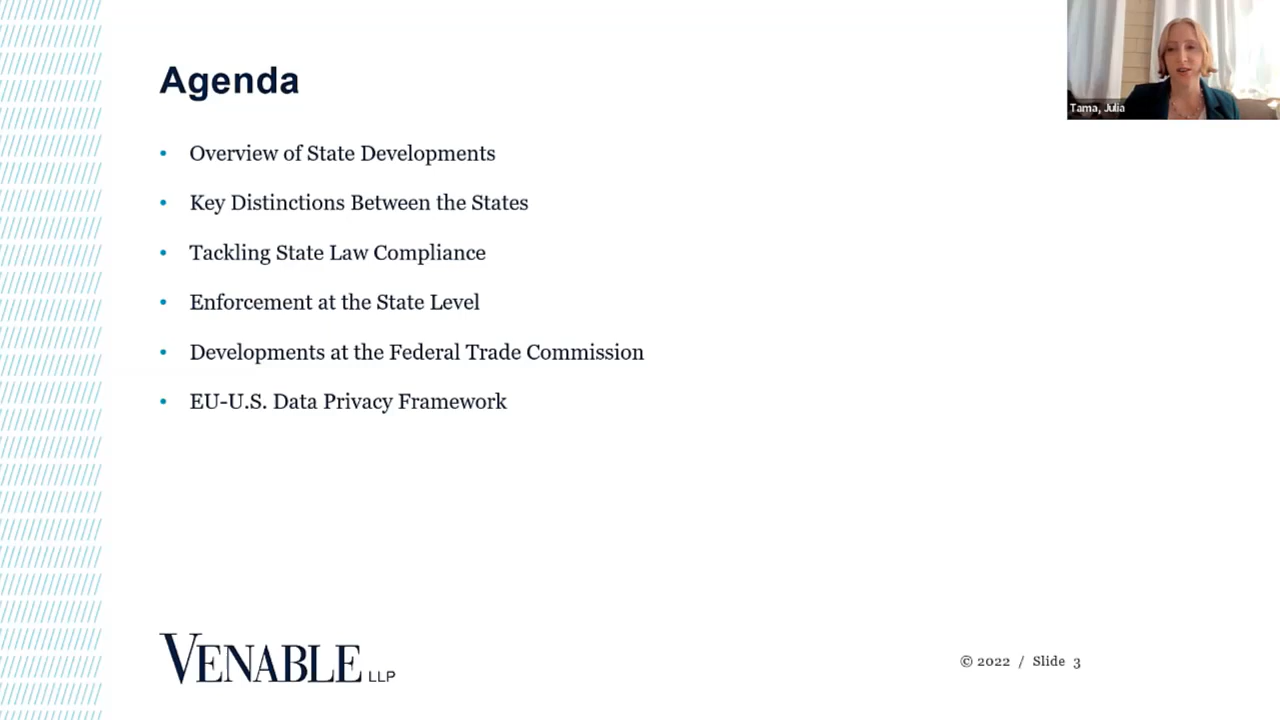 Agenda
• Overview of State Developments
• Key Distinctions Between the States
• Tackling State Law Compliance
• Enforcement at the State Level
• Developments at the Federal Trade Commission
• EU-U.S. Data Privacy Framework
Tama, Julia
VENABLE LLP
© 2022 / Slide 3